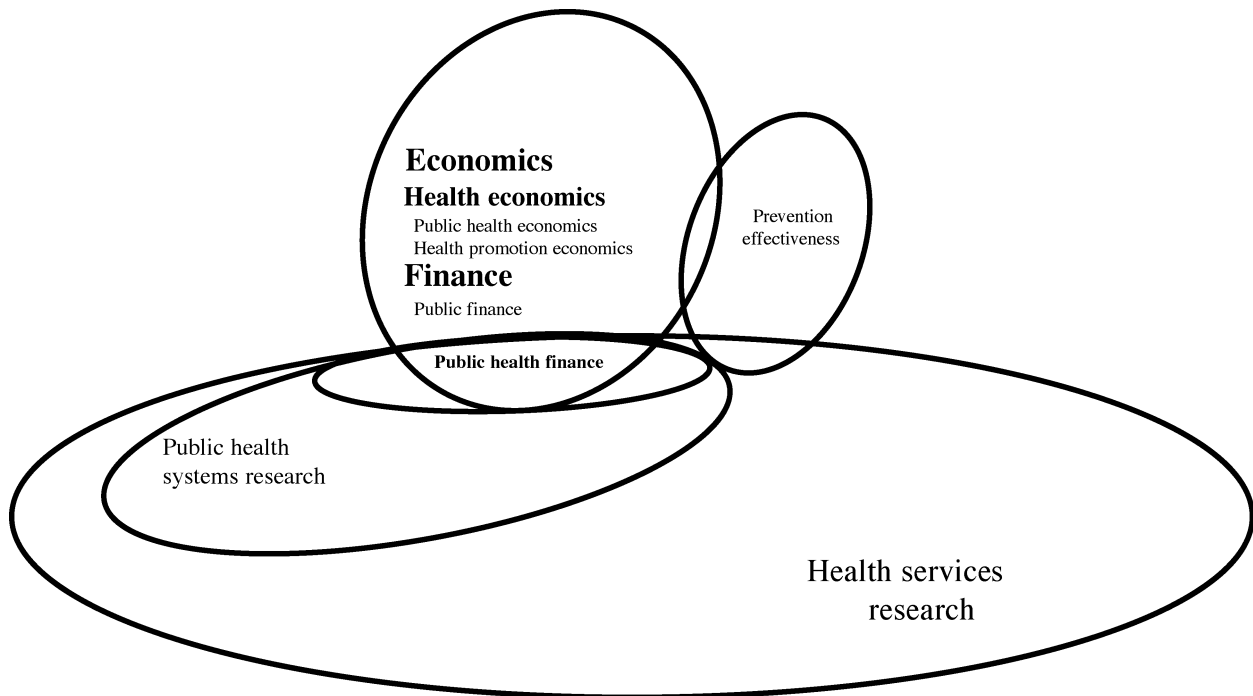 Economics
Health economics
Public health economics
Health promotion economics
Finance
Public finance
Prevention
effectiveness
Public health finance
Public health
systems research
Health services
research